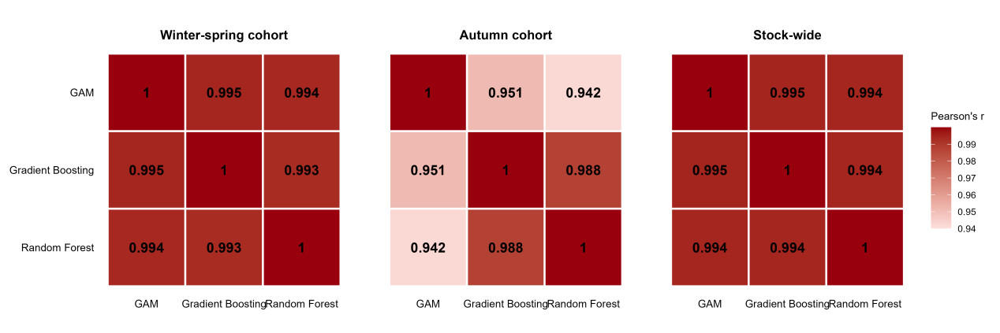 Winter-spring cohort
Autumn cohort
Stock-wide
GAM
1 0.995 0.994
1 0.951 0.942
1 0.995 0.994
Gradient Boosting
0.995 1 0.993
0.951 1 0.988
0.995 1 0.994
Random Forest
0.994 0.993 1
0.942 0.988 1
0.994 0.994 1
GAM Gradient Boosting Random Forest
GAM Gradient Boosting Random Forest
GAM Gradient Boosting Random Forest
Pearson's r
0.99
0.98
0.97
0.96
0.95
0.94